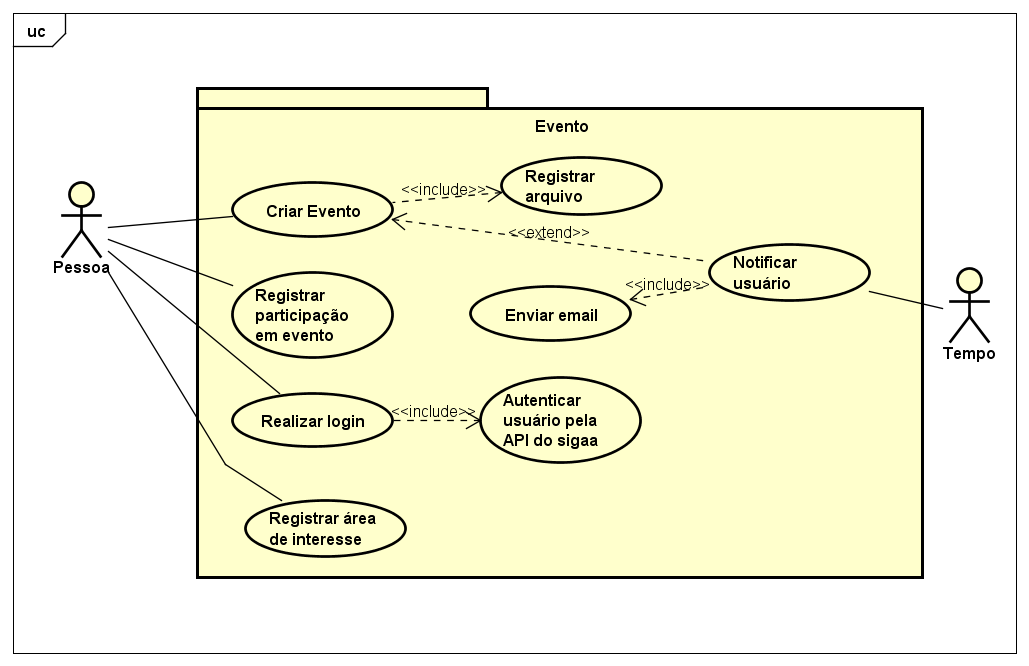 uc
Evento
Criar Evento
<<include>>
Registrar
arquivo
<<extend>>
Notificar
usuário
<<include>>
Enviar email
Pessoa
Tempo
Registrar
participação
em evento
Realizar login
<<include>>
Autenticar
usuário pela
API do sigaa
Registrar área
de interesse